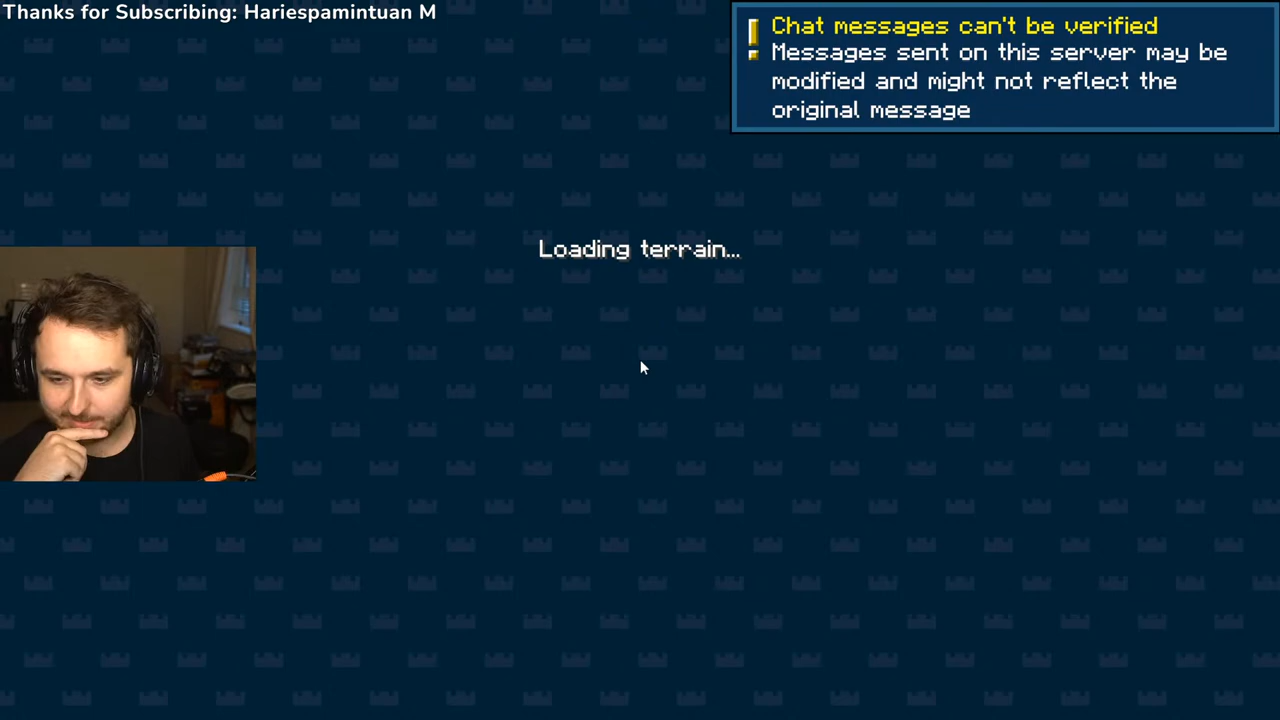 Thanks for Subscribing: Hariespamintuan M
Chat messages can't be verified
Messages sent on this server may be
modified and might not reflect the
original message
Loading terrain...